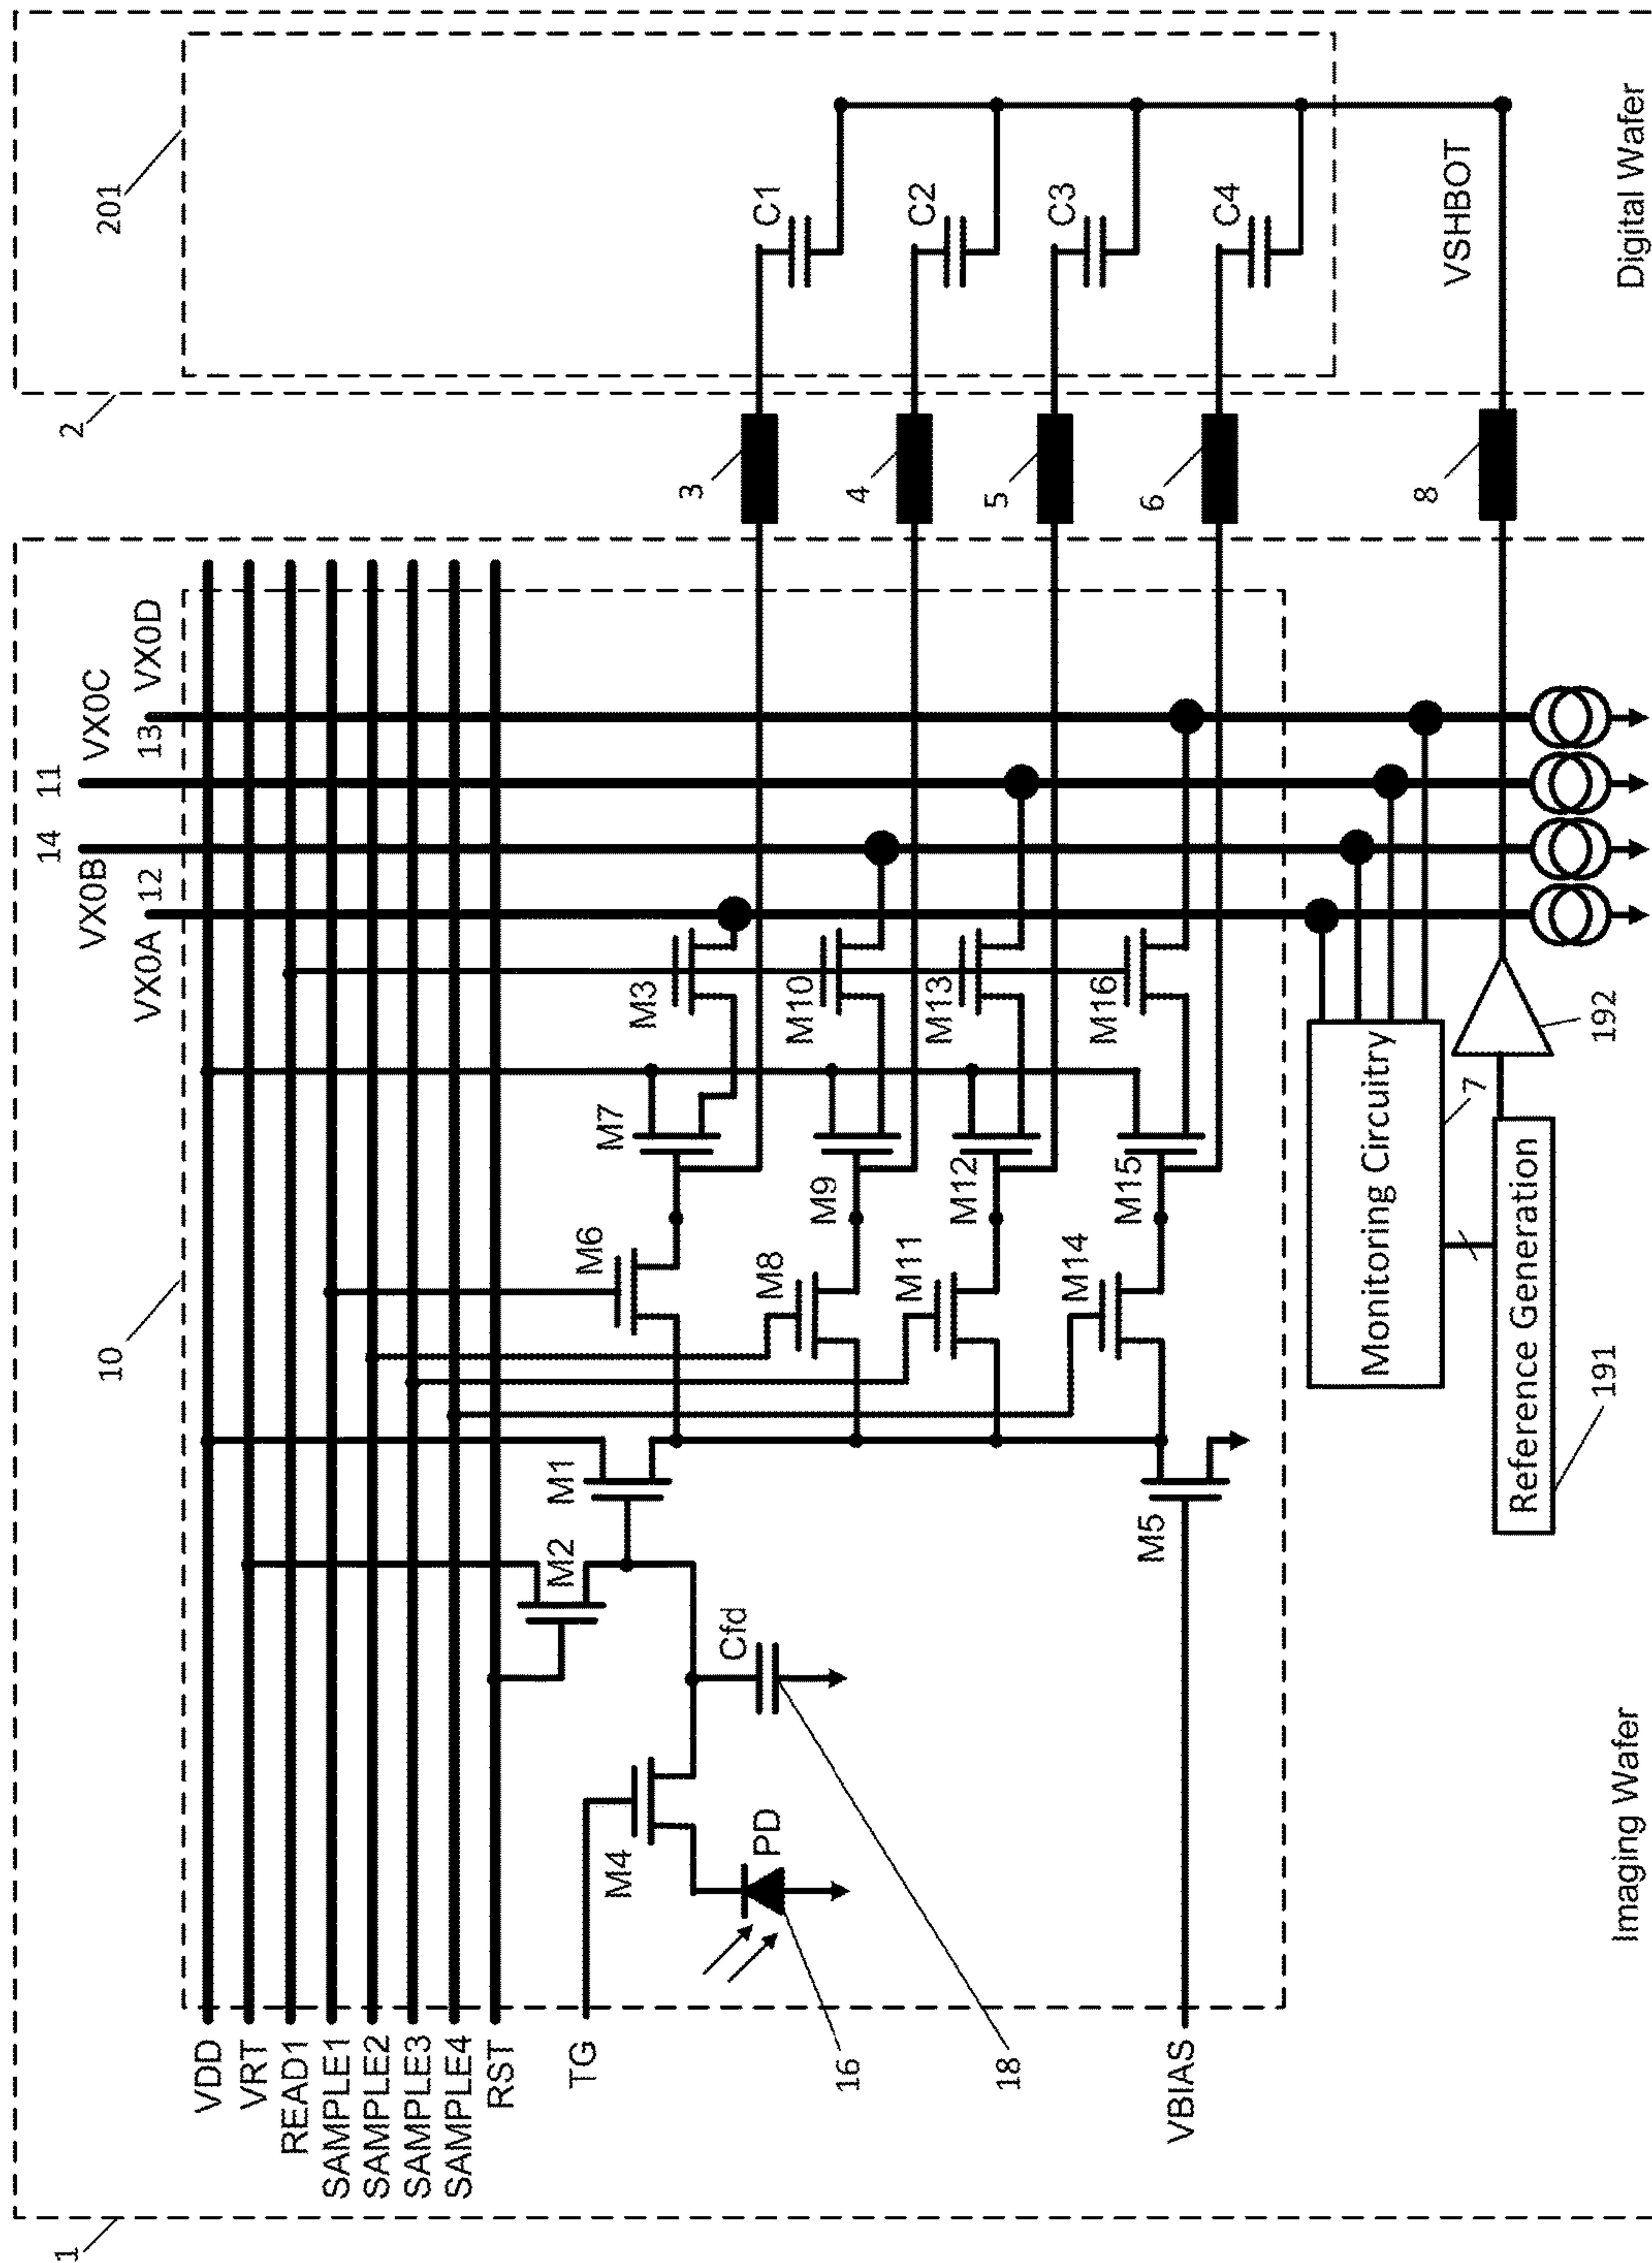 1
10
2
201
VX0B
14
11
VX0C
VX0A
12
13
VX0D
VDD
VRT
READ1
SAMPLE1
SAMPLE2
SAMPLE3
SAMPLE4
RST
TG
M4
PD
16
Cfd
18
M2
M1
M5
VBIAS
M6
M8
M11
M14
M7
M9
M12
M15
M3
M10
M13
M16
3
4
5
6
8
C1
C2
C3
C4
VSHBOT
Monitoring Circuitry
7
Reference Generation
191
192
Imaging Wafer
Digital Wafer